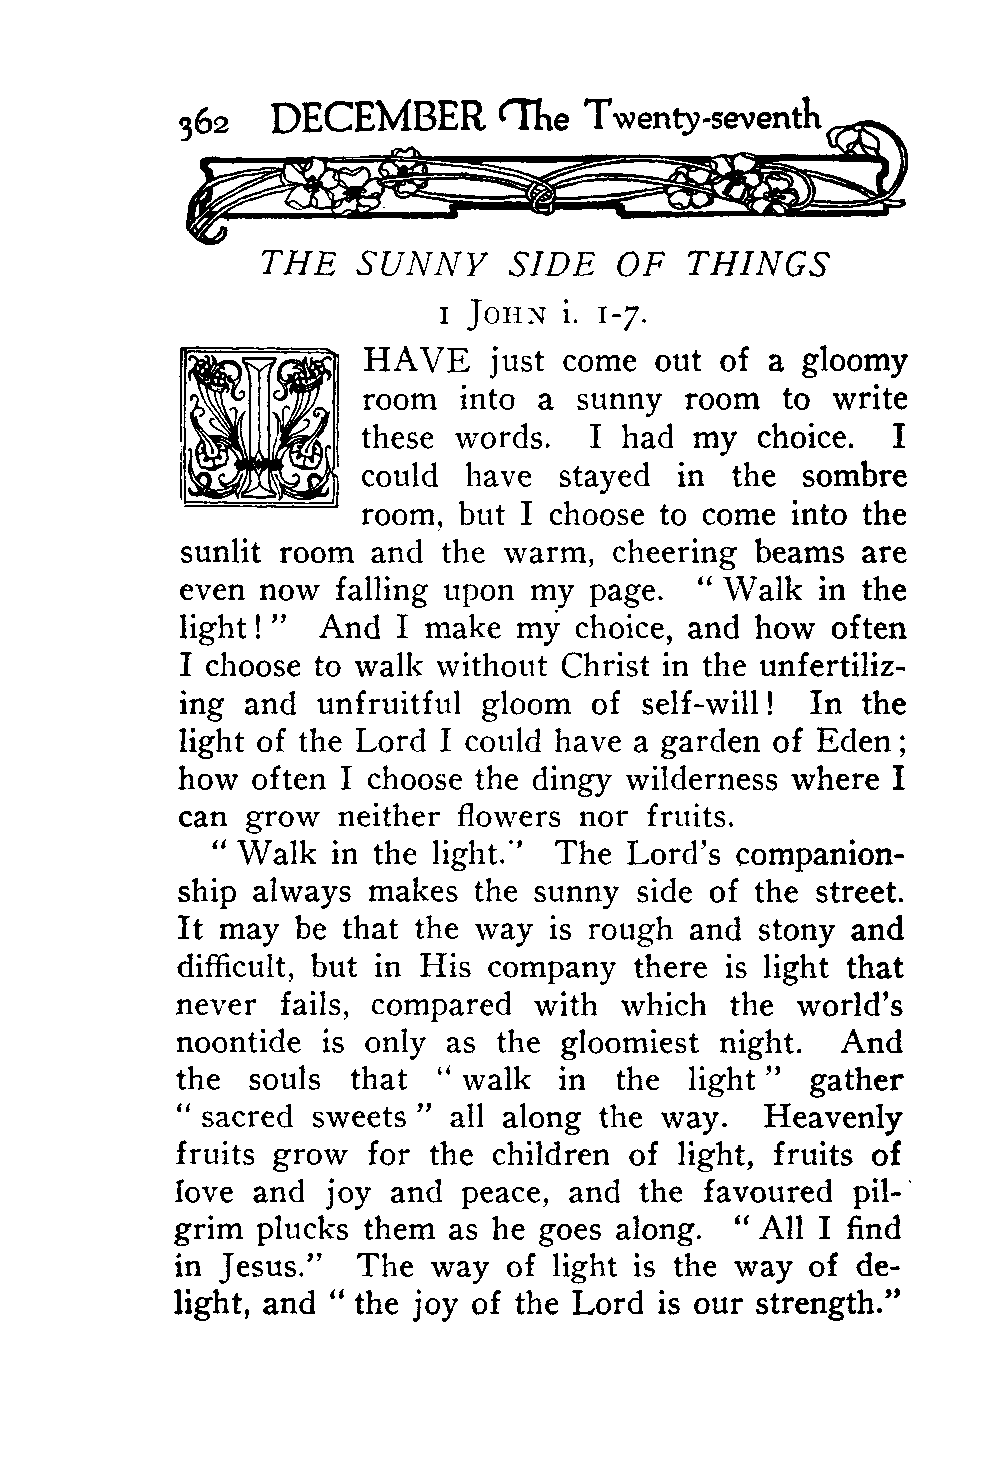 362 DECEMBER The Twenty-seventh
THE SUNNY SIDE OF THINGS
1 JOHN i. 1-7.
I HAVE just come out of a gloomy
room into a sunny room to write
these words. I had my choice. I
could have stayed in the sombre
room, but I choose to come into the
sunlit room and the warm, cheering beams are
even now falling upon my page. “ Walk in the
light! ” And I make my choice, and how often
I choose to walk without Christ in the unfertiliz-
ing and unfruitful gloom of self-will! In the
light of the Lord I could have a garden of Eden;
how often I choose the dingy wilderness where I
can grow neither flowers nor fruits.
“ Walk in the light.” The Lord’s companion-
ship always makes the sunny side of the street.
It may be that the way is rough and stony and
difficult, but in His company there is light that
never fails, compared with which the world’s
noontide is only as the gloomiest night. And
the souls that “ walk in the light ” gather
“ sacred sweets ” all along the way. Heavenly
fruits grow for the children of light, fruits of
love and joy and peace, and the favoured pil-
grim plucks them as he goes along. “ All I find
in Jesus.” The way of light is the way of de-
light, and “ the joy of the Lord is our strength.”